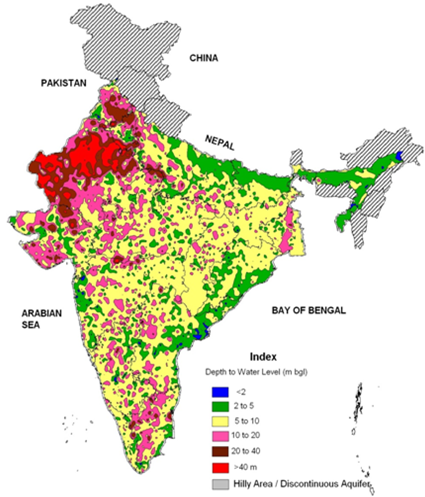 CHINA
PAKISTAN
NEPAL
ARABIAN
SEA
BAY OF BENGAL
Index
Depth to Water Level (m bgl)
<2
2 to 5
5 to 10
10 to 20
20 to 40
>40 m
Hilly Area / Discontinuous Aquifer